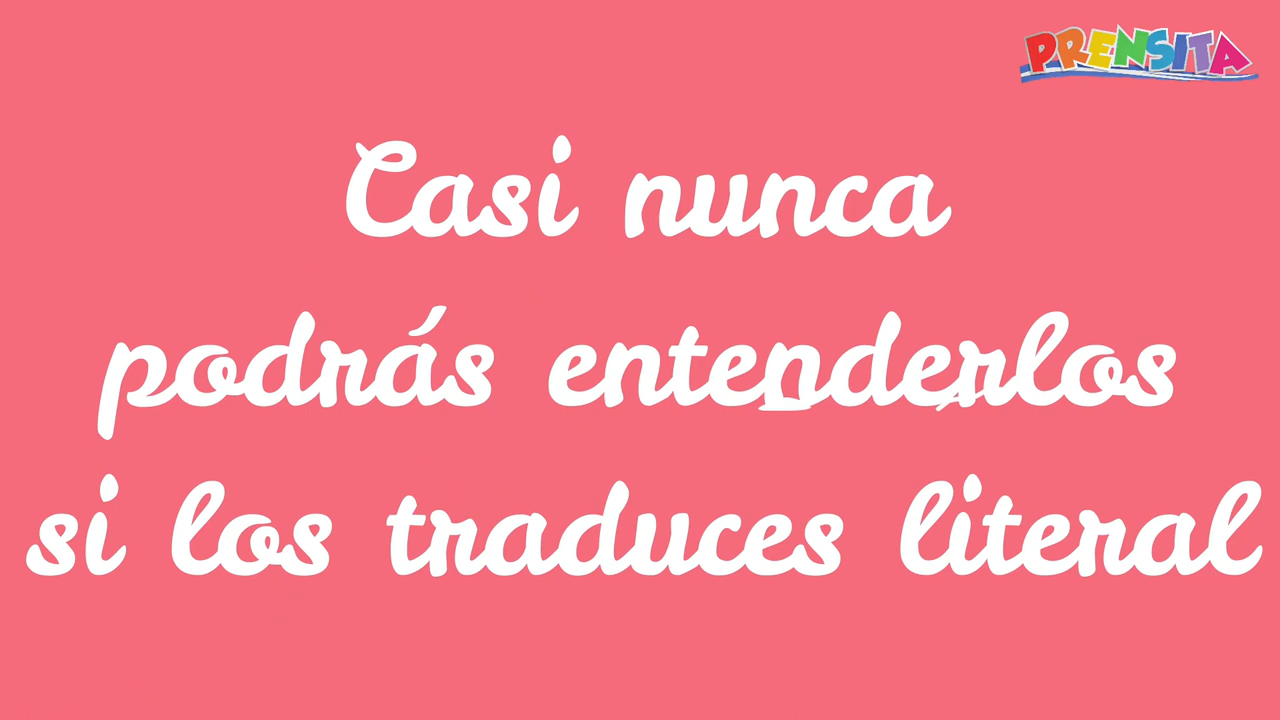 PRENSITA
Casi nunca
podrás entenderlos
si los traduces literal